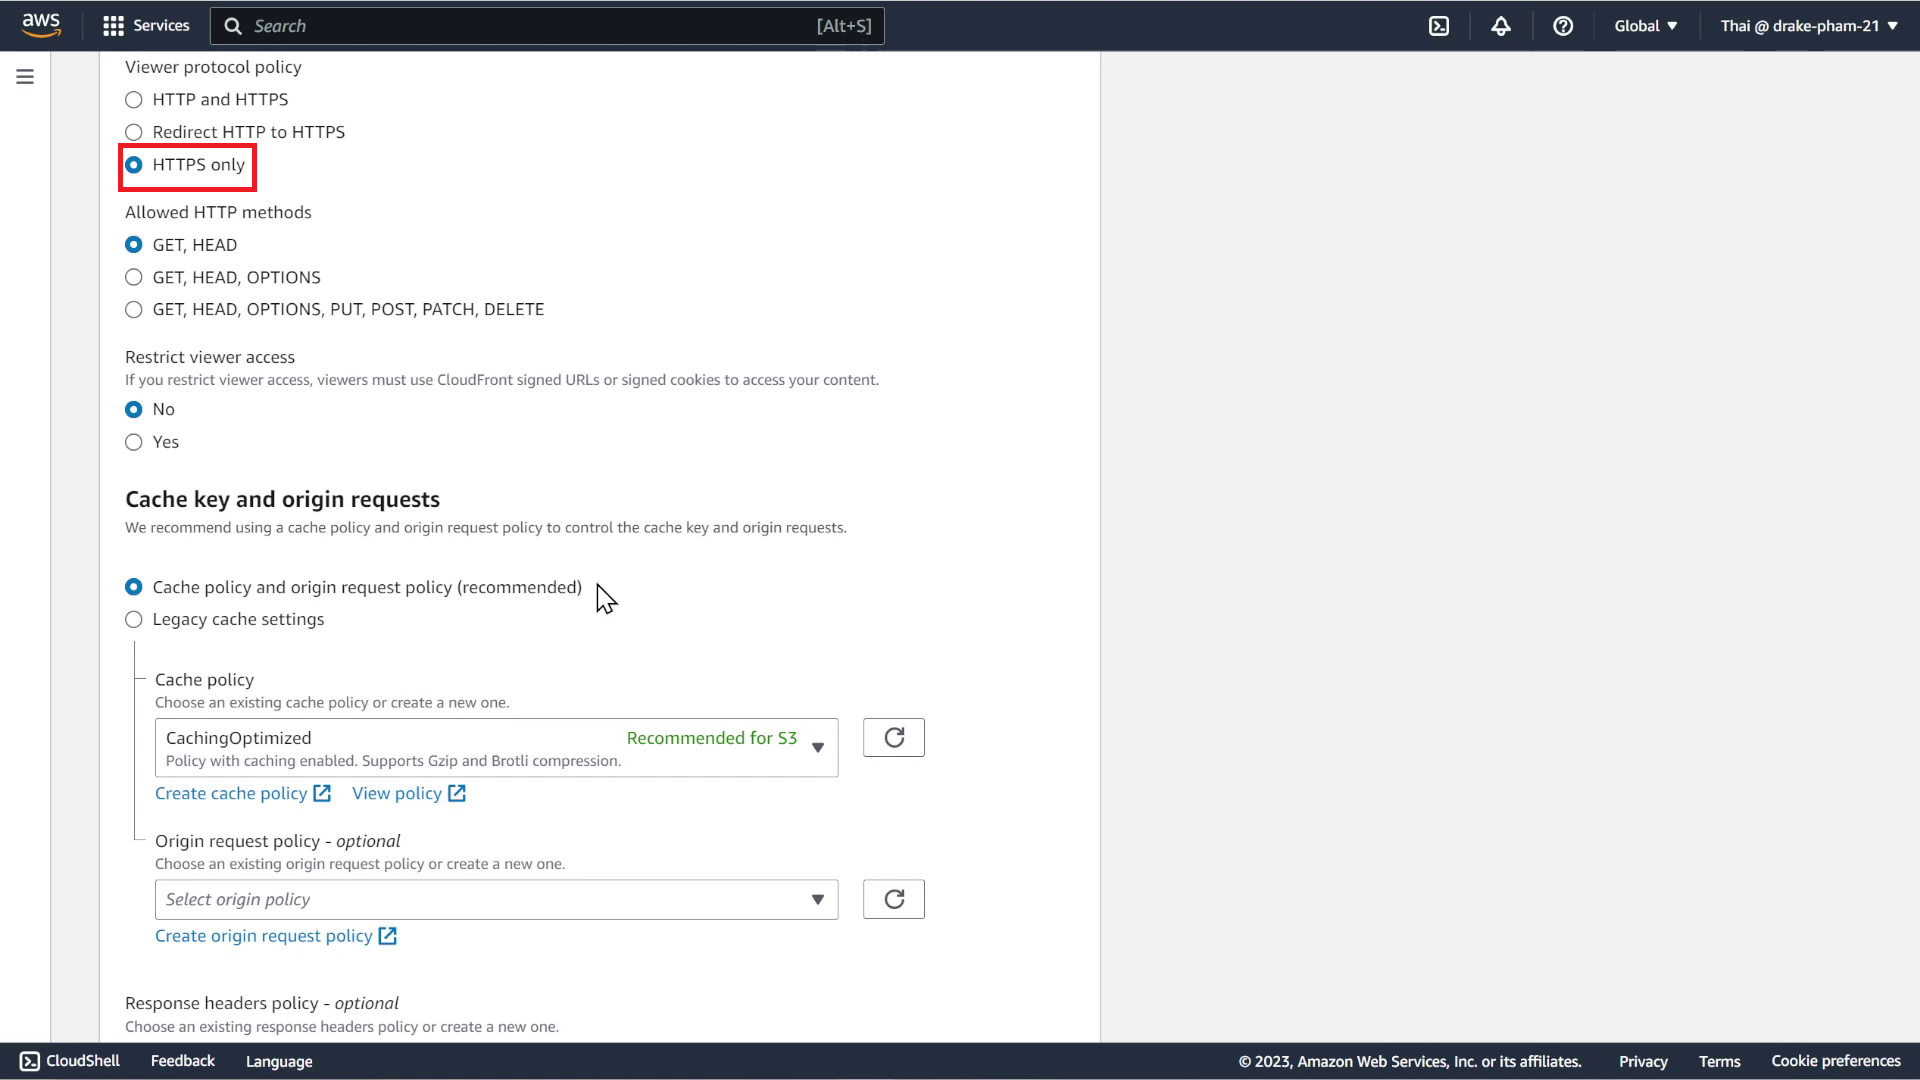 aws Services Search [Alt+S] Global Thai @ drake-pham-21
Viewer protocol policy
HTTP and HTTPS
Redirect HTTP to HTTPS
HTTPS only
Allowed HTTP methods
GET, HEAD
GET, HEAD, OPTIONS
GET, HEAD, OPTIONS, PUT, POST, PATCH, DELETE
Restrict viewer access
If you restrict viewer access, viewers must use CloudFront signed URLs or signed cookies to access your content.
No
Yes
Cache key and origin requests
We recommend using a cache policy and origin request policy to control the cache key and origin requests.
Cache policy and origin request policy (recommended)
Legacy cache settings
Cache policy
Choose an existing cache policy or create a new one.
CachingOptimized Recommended for S3
Policy with caching enabled. Supports Gzip and Brotli compression.
Create cache policy View policy
Origin request policy - optional
Choose an existing origin request policy or create a new one.
Select origin policy
Create origin request policy
Response headers policy - optional
Choose an existing response headers policy or create a new one.
CloudShell Feedback Language © 2023, Amazon Web Services, Inc. or its affiliates. Privacy Terms Cookie preferences